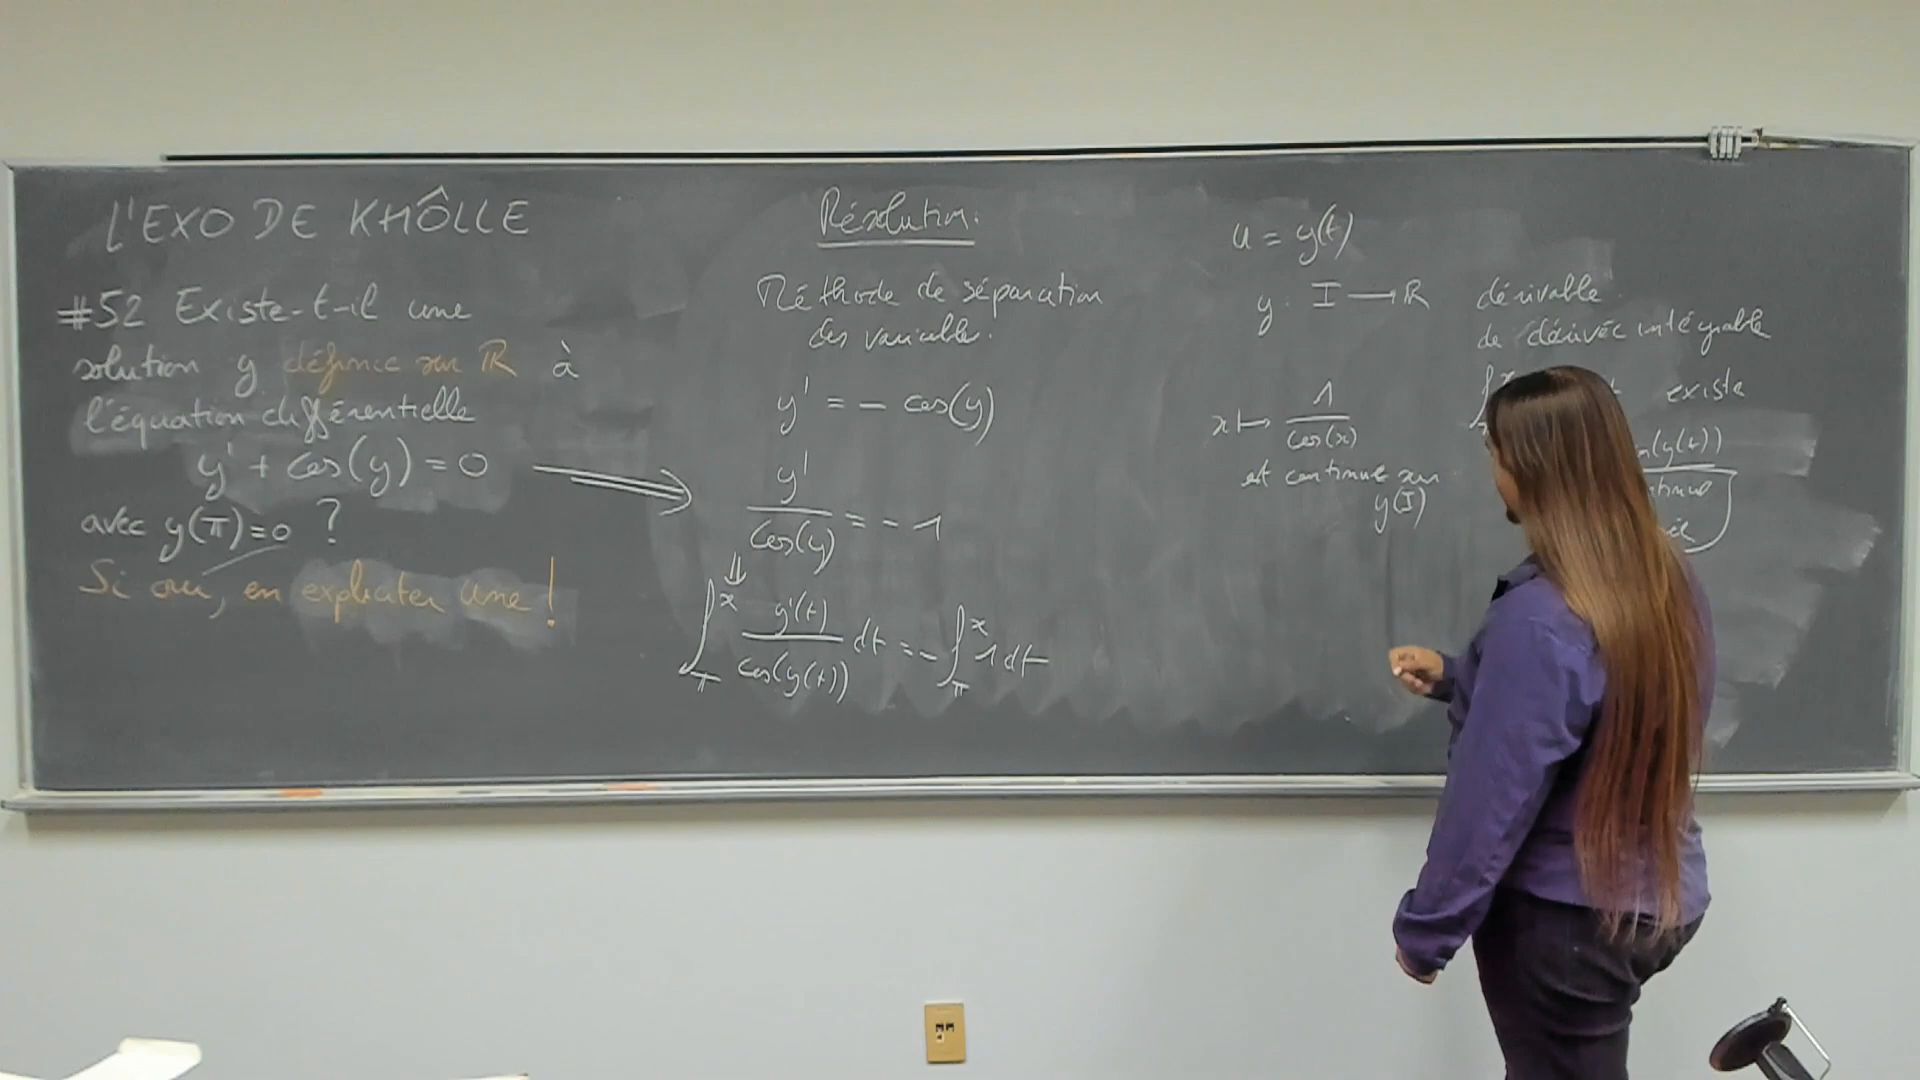 L'EXO DE KHÔLLE
#52 Existe-t-il une
solution y définie sur ℝ à
l'équation différentielle
y' + cos(y) = 0
avec y(π)=0 ?
Si oui, en expliciter une !
Résolution:
Méthode de séparation
des variables.
y' = - cos(y)
y'/cos(y) = -1
⇓
∫_π^x y'(t)/cos(y(t)) dt = - ∫_π^x 1 dt
u = y(t)
y : I → ℝ dérivable
de dérivée intégrable
existe
x ↦ 1/cos(x)
est continue sur
y(I)
(y(t))